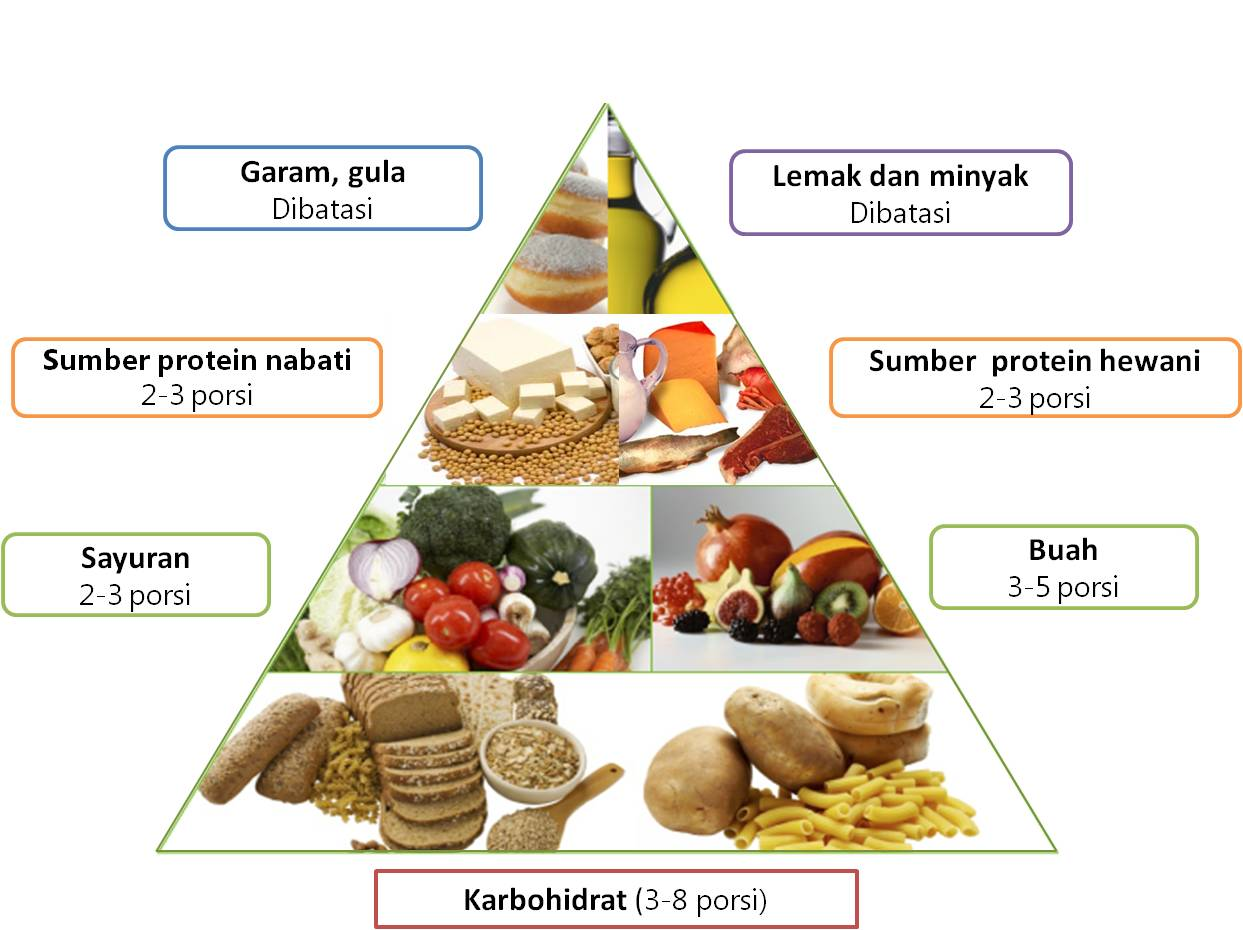 Garam, gula
Dibatasi
Lemak dan minyak
Dibatasi
Sumber protein nabati
2-3 porsi
Sumber protein hewani
2-3 porsi
Sayuran
2-3 porsi
Buah
3-5 porsi
Karbohidrat (3-8 porsi)